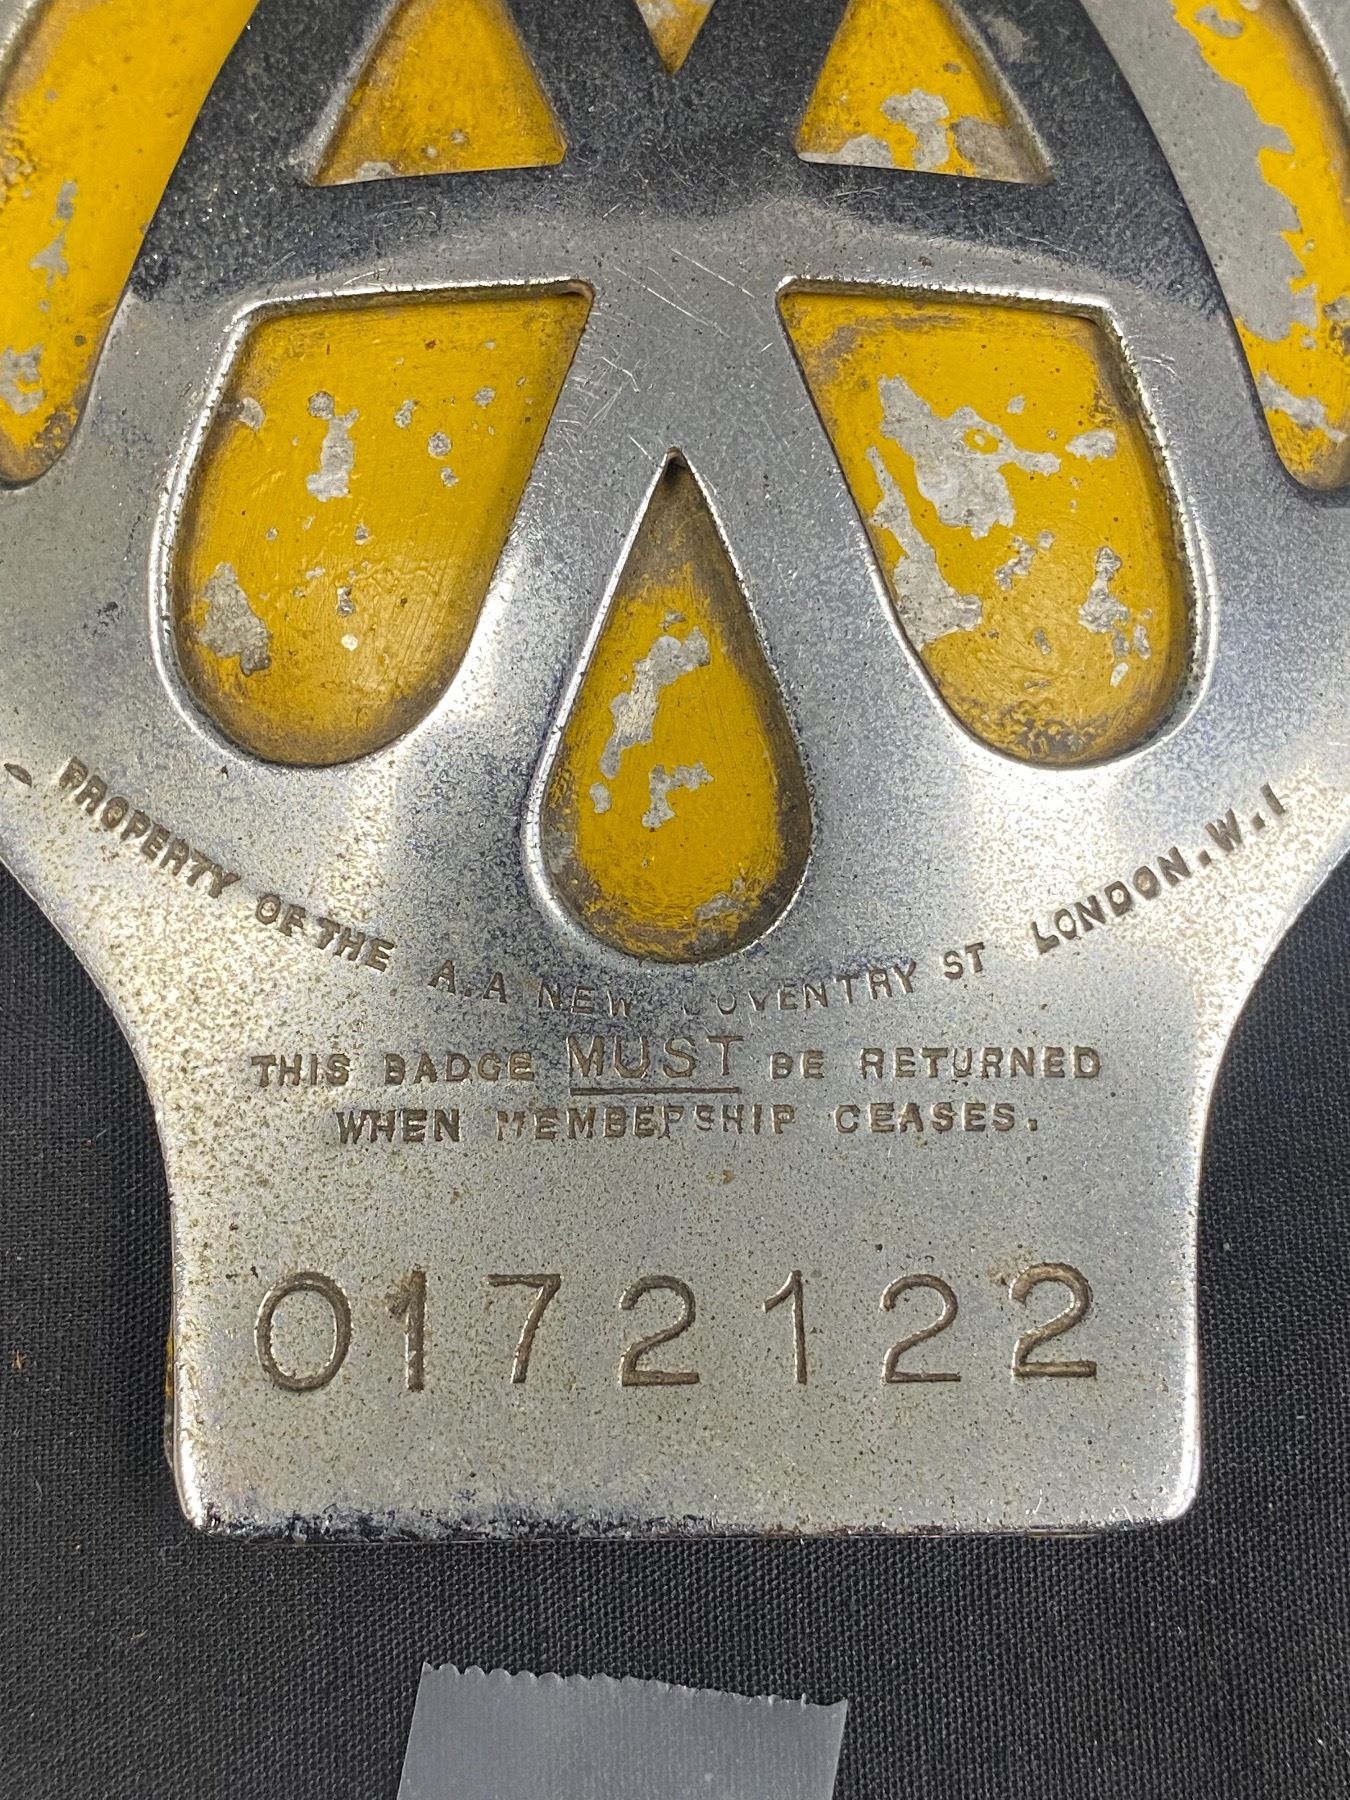 PROPERTY OF THE A.A NEW COVENTRY ST LONDON.W.I
THIS BADGE MUST BE RETURNED
WHEN MEMBERSHIP CEASES.
0172122